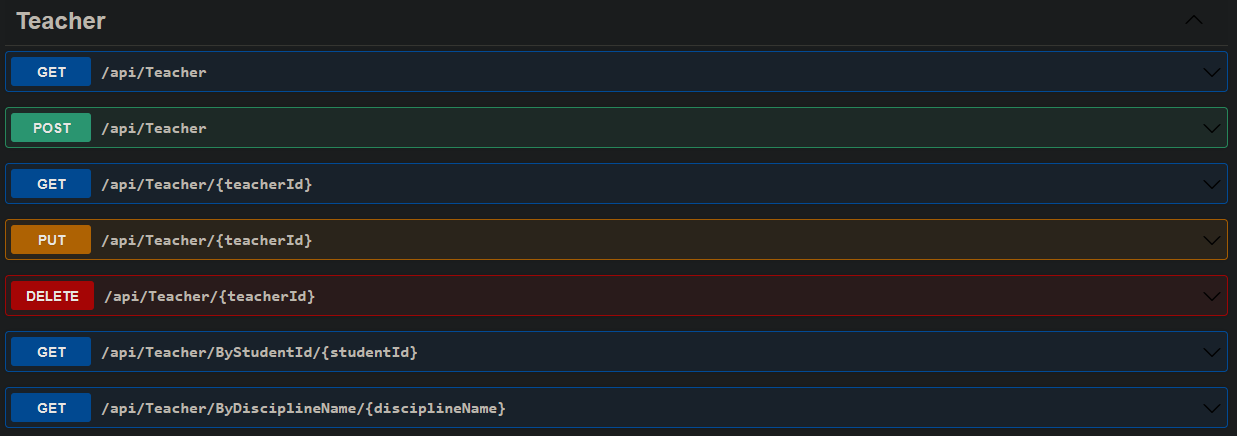 Teacher
GET /api/Teacher
POST /api/Teacher
GET /api/Teacher/{teacherId}
PUT /api/Teacher/{teacherId}
DELETE /api/Teacher/{teacherId}
GET /api/Teacher/ByStudentId/{studentId}
GET /api/Teacher/ByDisciplineName/{disciplineName}